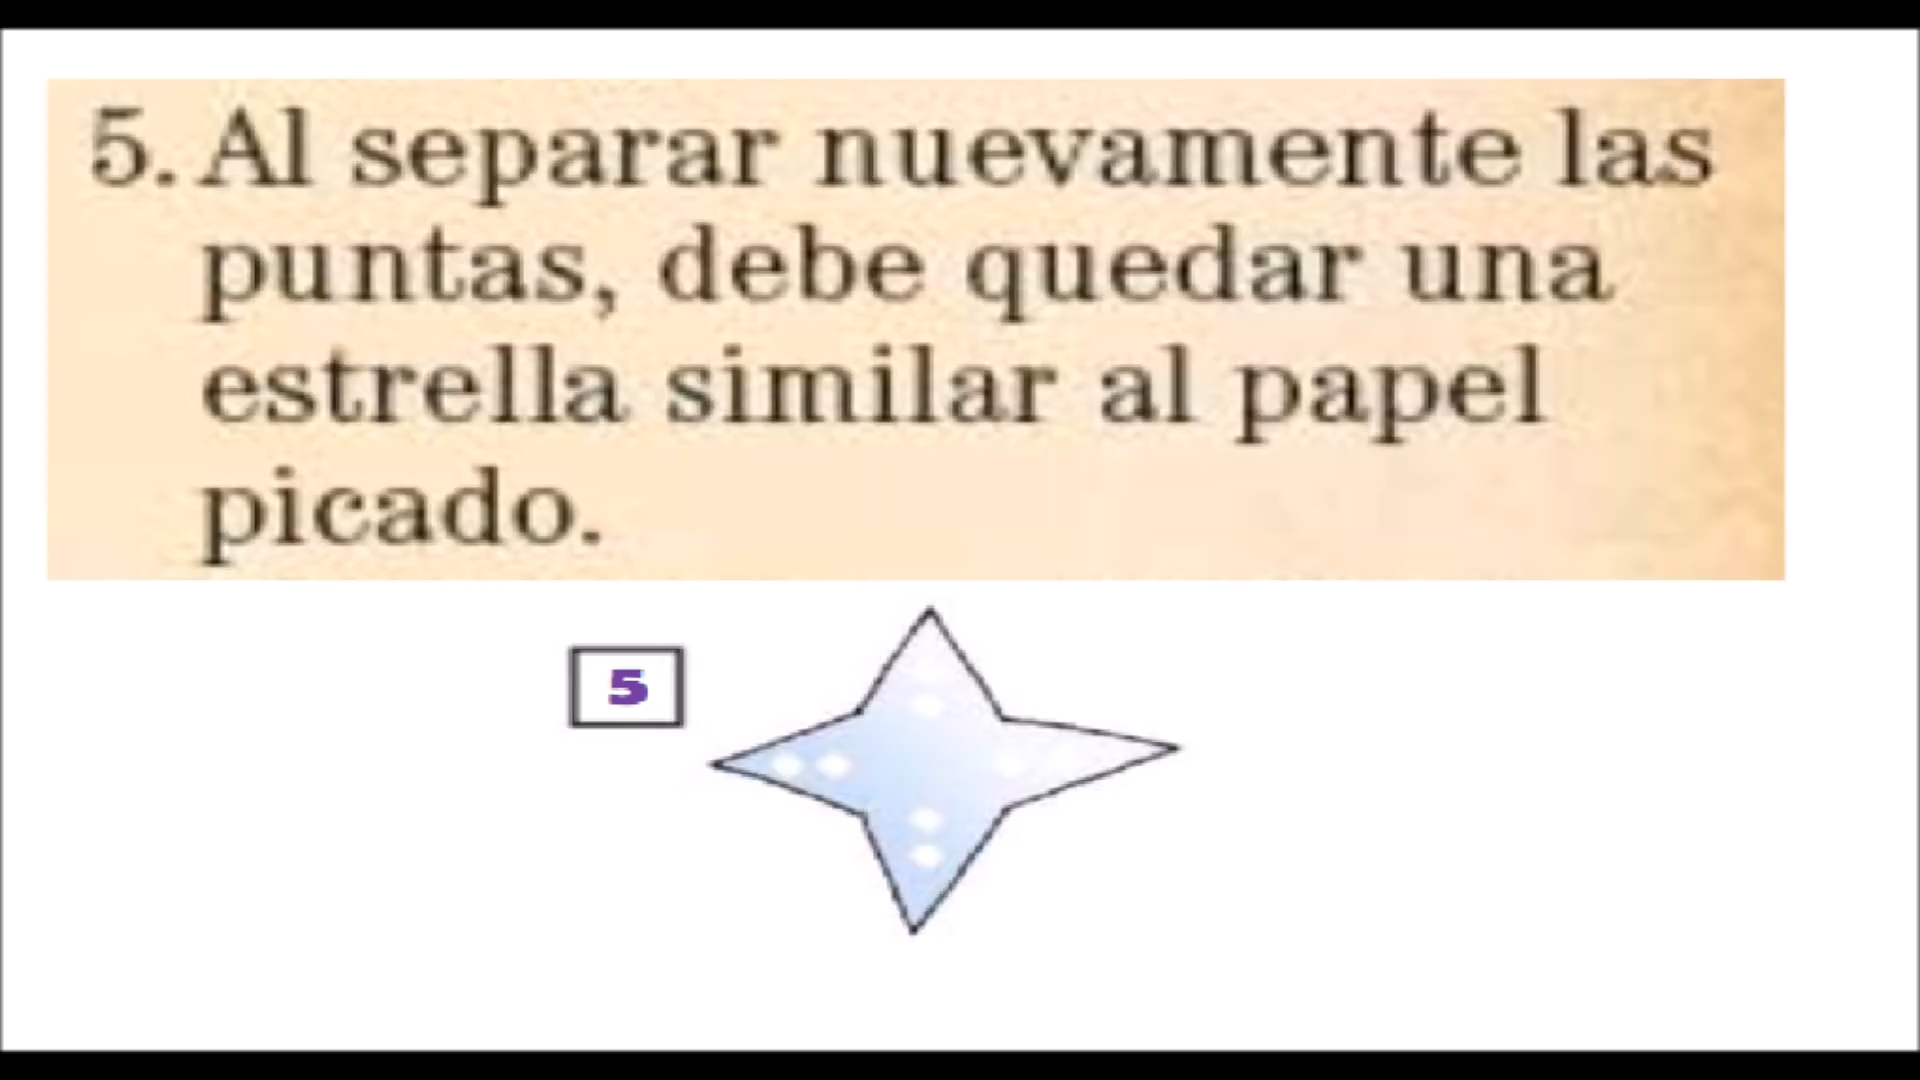 5. Al separar nuevamente las
puntas, debe quedar una
estrella similar al papel
picado.
5